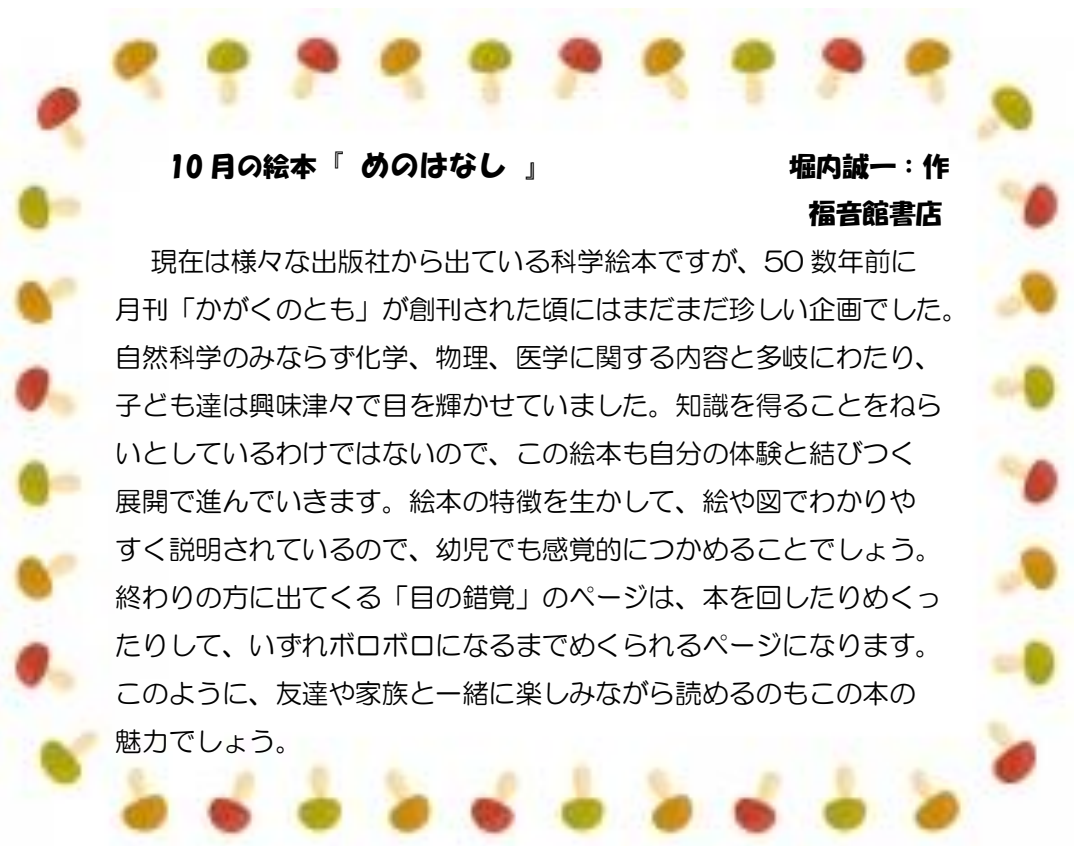 10月の絵本『 めのはなし 』 堀内誠一:作
福音館書店
現在は様々な出版社から出ている科学絵本ですが、50数年前に
月刊「かがくのとも」が創刊された頃にはまだまだ珍しい企画でした。
自然科学のみならず化学、物理、医学に関する内容と多岐にわたり、
子ども達は興味津々で目を輝かせていました。知識を得ることをねら
いとしているわけではないので、この絵本も自分の体験と結びつく
展開で進んでいきます。絵本の特徴を生かして、絵や図でわかりや
すく説明されているので、幼児でも感覚的につかめることでしょう。
終わりの方に出てくる「目の錯覚」のページは、本を回したりめくっ
たりして、いずれボロボロになるまでめくられるページになります。
このように、友達や家族と一緒に楽しみながら読めるのもこの本の
魅力でしょう。